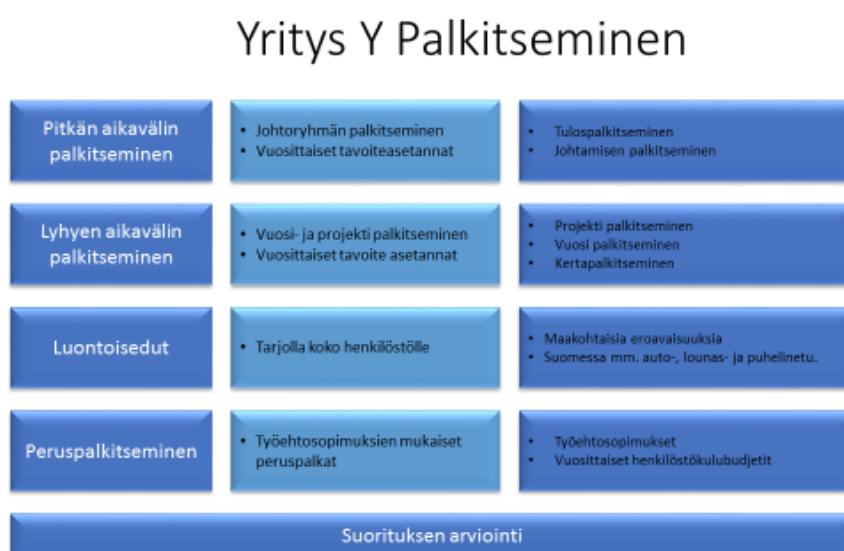 Yritys Y Palkitseminen
Pitkän aikavälin
palkitseminen
• Johtoryhmän palkitseminen
• Vuosittaiset tavoiteasetannat
• Tulospalkitseminen
• Johtamisen palkitseminen
Lyhyen aikavälin
palkitseminen
• Vuosi- ja projekti palkitseminen
• Vuosittaiset tavoite asetannat
• Projekti palkitseminen
• Vuosi palkitseminen
• Kertapalkitseminen
Luontoisedut
• Tarjolla koko henkilöstölle
• Maakohtaisia eroavaisuuksia
• Suomessa mm. auto-, lounas- ja puhelinetu.
Peruspalkitseminen
• Työehtosopimuksien mukaiset
peruspalkat
• Työehtosopimukset
• Vuosittaiset henkilöstökulubudjetit
Suorituksen arviointi